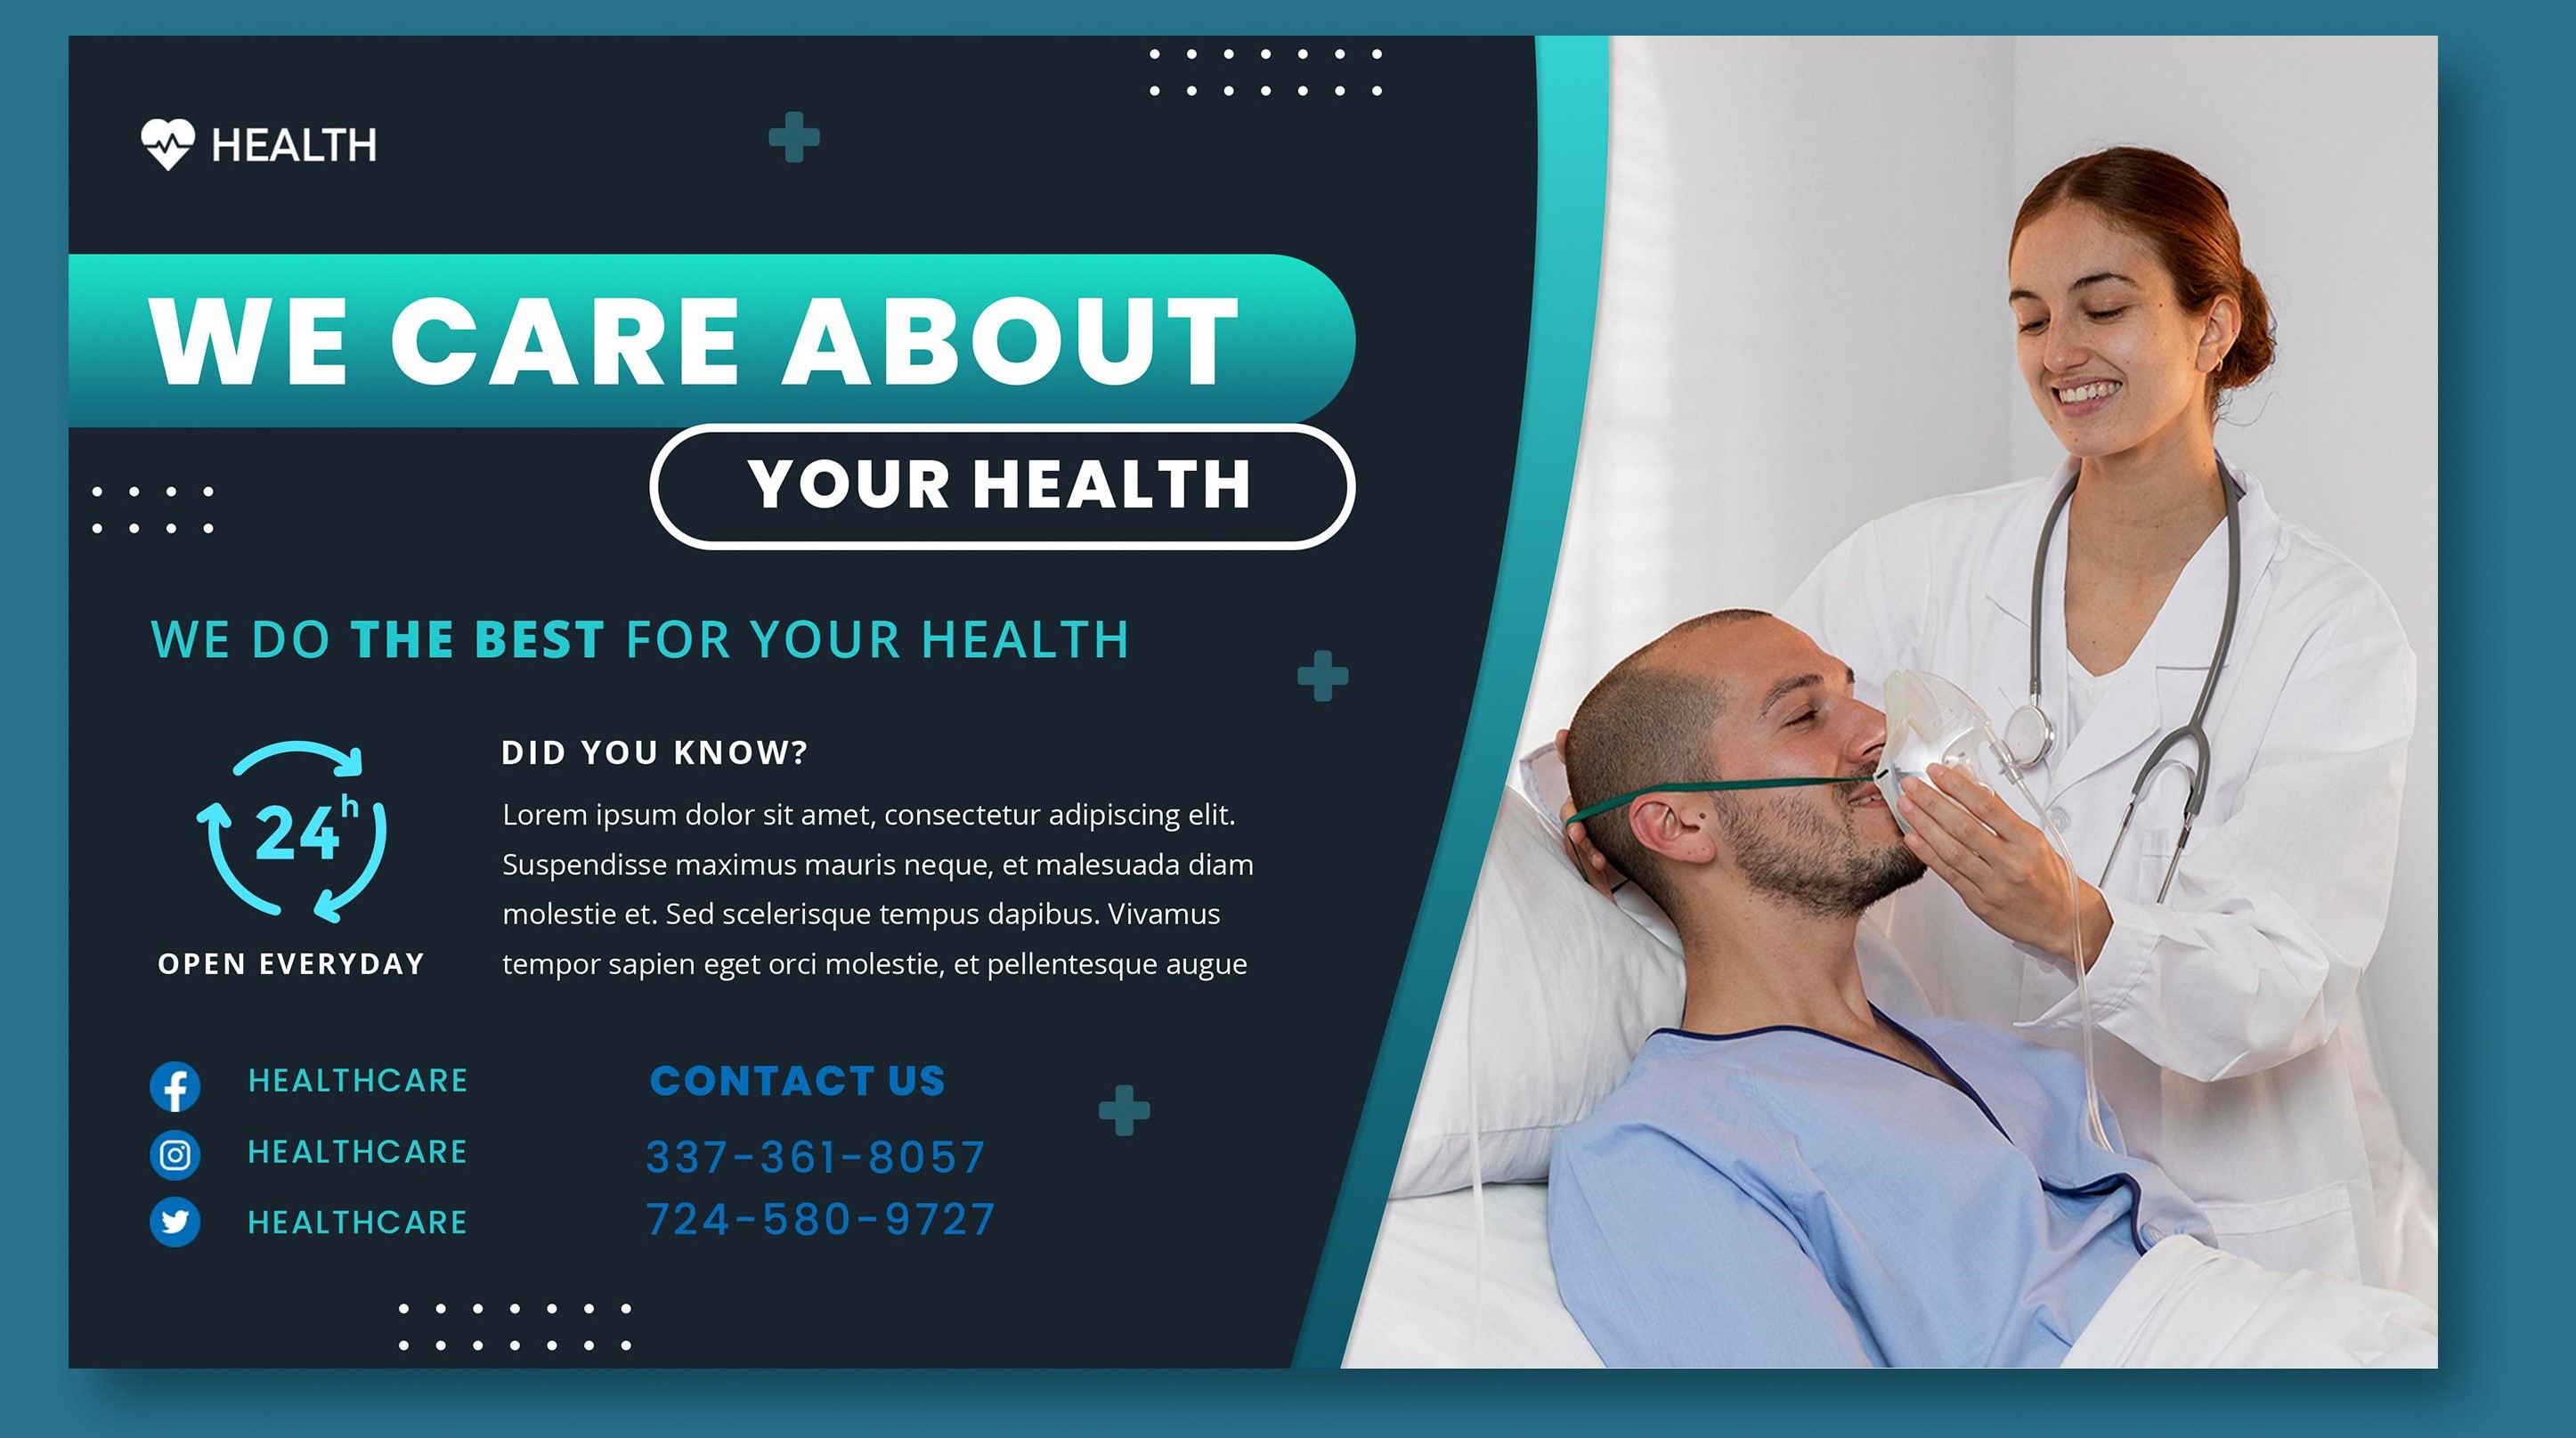 HEALTH
WE CARE ABOUT
YOUR HEALTH
WE DO THE BEST FOR YOUR HEALTH
24h
OPEN EVERYDAY
DID YOU KNOW?
Lorem ipsum dolor sit amet, consectetur adipiscing elit.
Suspendisse maximus mauris neque, et malesuada diam
molestie et. Sed scelerisque tempus dapibus. Vivamus
tempor sapien eget orci molestie, et pellentesque augue
HEALTHCARE
HEALTHCARE
HEALTHCARE
CONTACT US
337-361-8057
724-580-9727